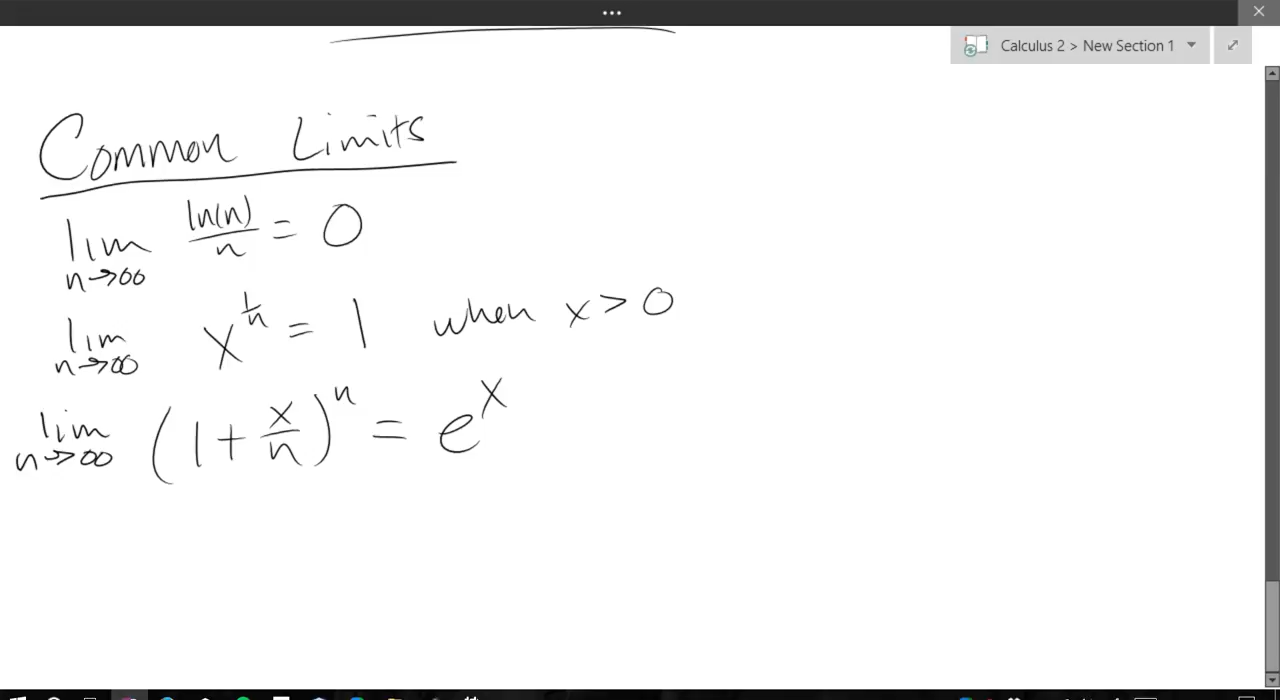 Calculus 2 > New Section 1
Common Limits
lim n→∞ ln(n)/n = 0
lim n→∞ x^(1/n) = 1 when x > 0
lim n→∞ (1 + x/n)^n = e^x